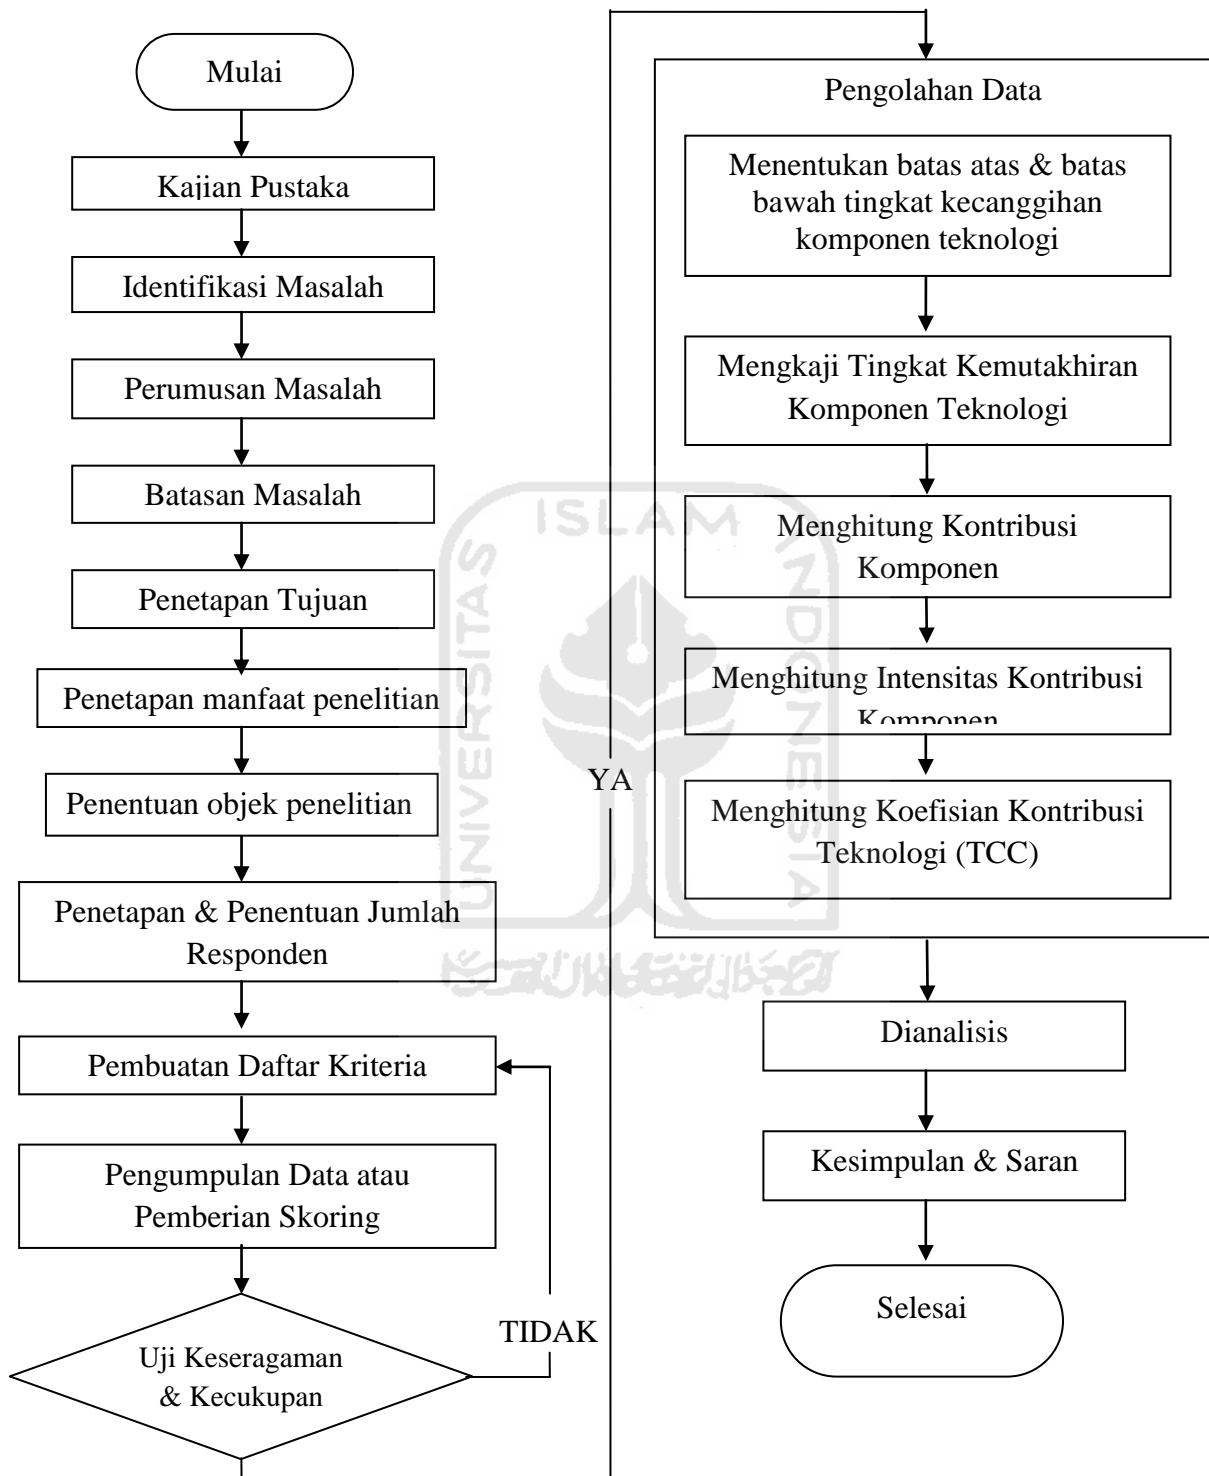 Mulai
Kajian Pustaka
Identifikasi Masalah
Perumusan Masalah
Batasan Masalah
Penetapan Tujuan
Penetapan manfaat penelitian
Penentuan objek penelitian
Penetapan & Penentuan Jumlah
Responden
Pembuatan Daftar Kriteria
Pengumpulan Data atau
Pemberian Skoring
Uji Keseragaman
& Kecukupan
TIDAK
YA
Pengolahan Data
Menentukan batas atas & batas
bawah tingkat kecanggihan
komponen teknologi
Mengkaji Tingkat Kemutakhiran
Komponen Teknologi
Menghitung Kontribusi
Komponen
Menghitung Intensitas Kontribusi
Komponen
Menghitung Koefisian Kontribusi
Teknologi (TCC)
Dianalisis
Kesimpulan & Saran
Selesai
UNIVERSITAS
ISLAM
INDONESIA